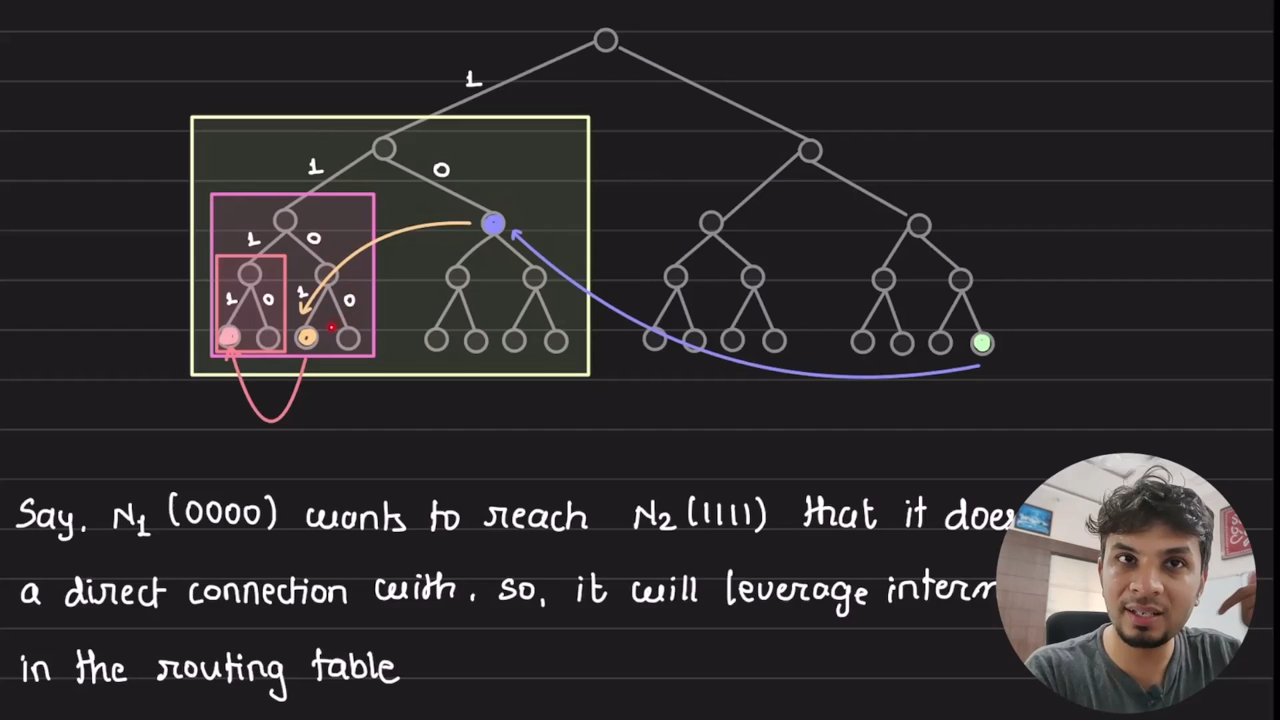 1
1
0
1
0
1 0 1 0
Say, N1 (0000) wants to reach N2 (1111) that it does
a direct connection with. so, it will leverage interm
in the routing table